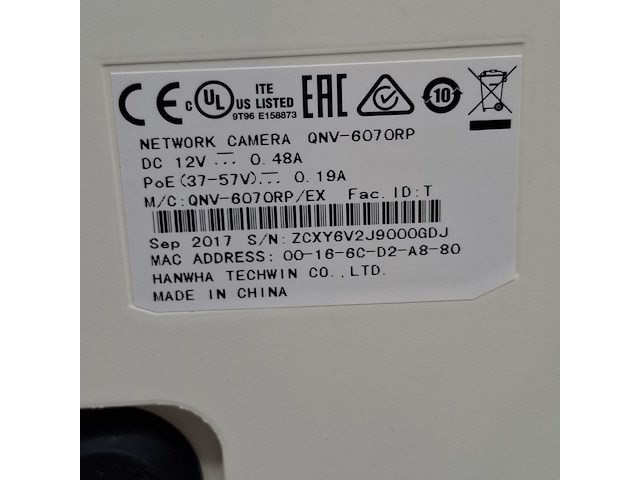 CE c UL US ITE LISTED EAC 10
9T96 E158873
NETWORK CAMERA QNV-6070RP
DC 12V⎓ 0.48A
PoE(37-57V)⎓ 0.19A
M/C:QNV-6070RP/EX Fac.ID:T
Sep 2017 S/N:ZCXY6V2J9000GDJ
MAC ADDRESS: 00-16-6C-D2-A8-80
HANWHA TECHWIN CO.,LTD.
MADE IN CHINA